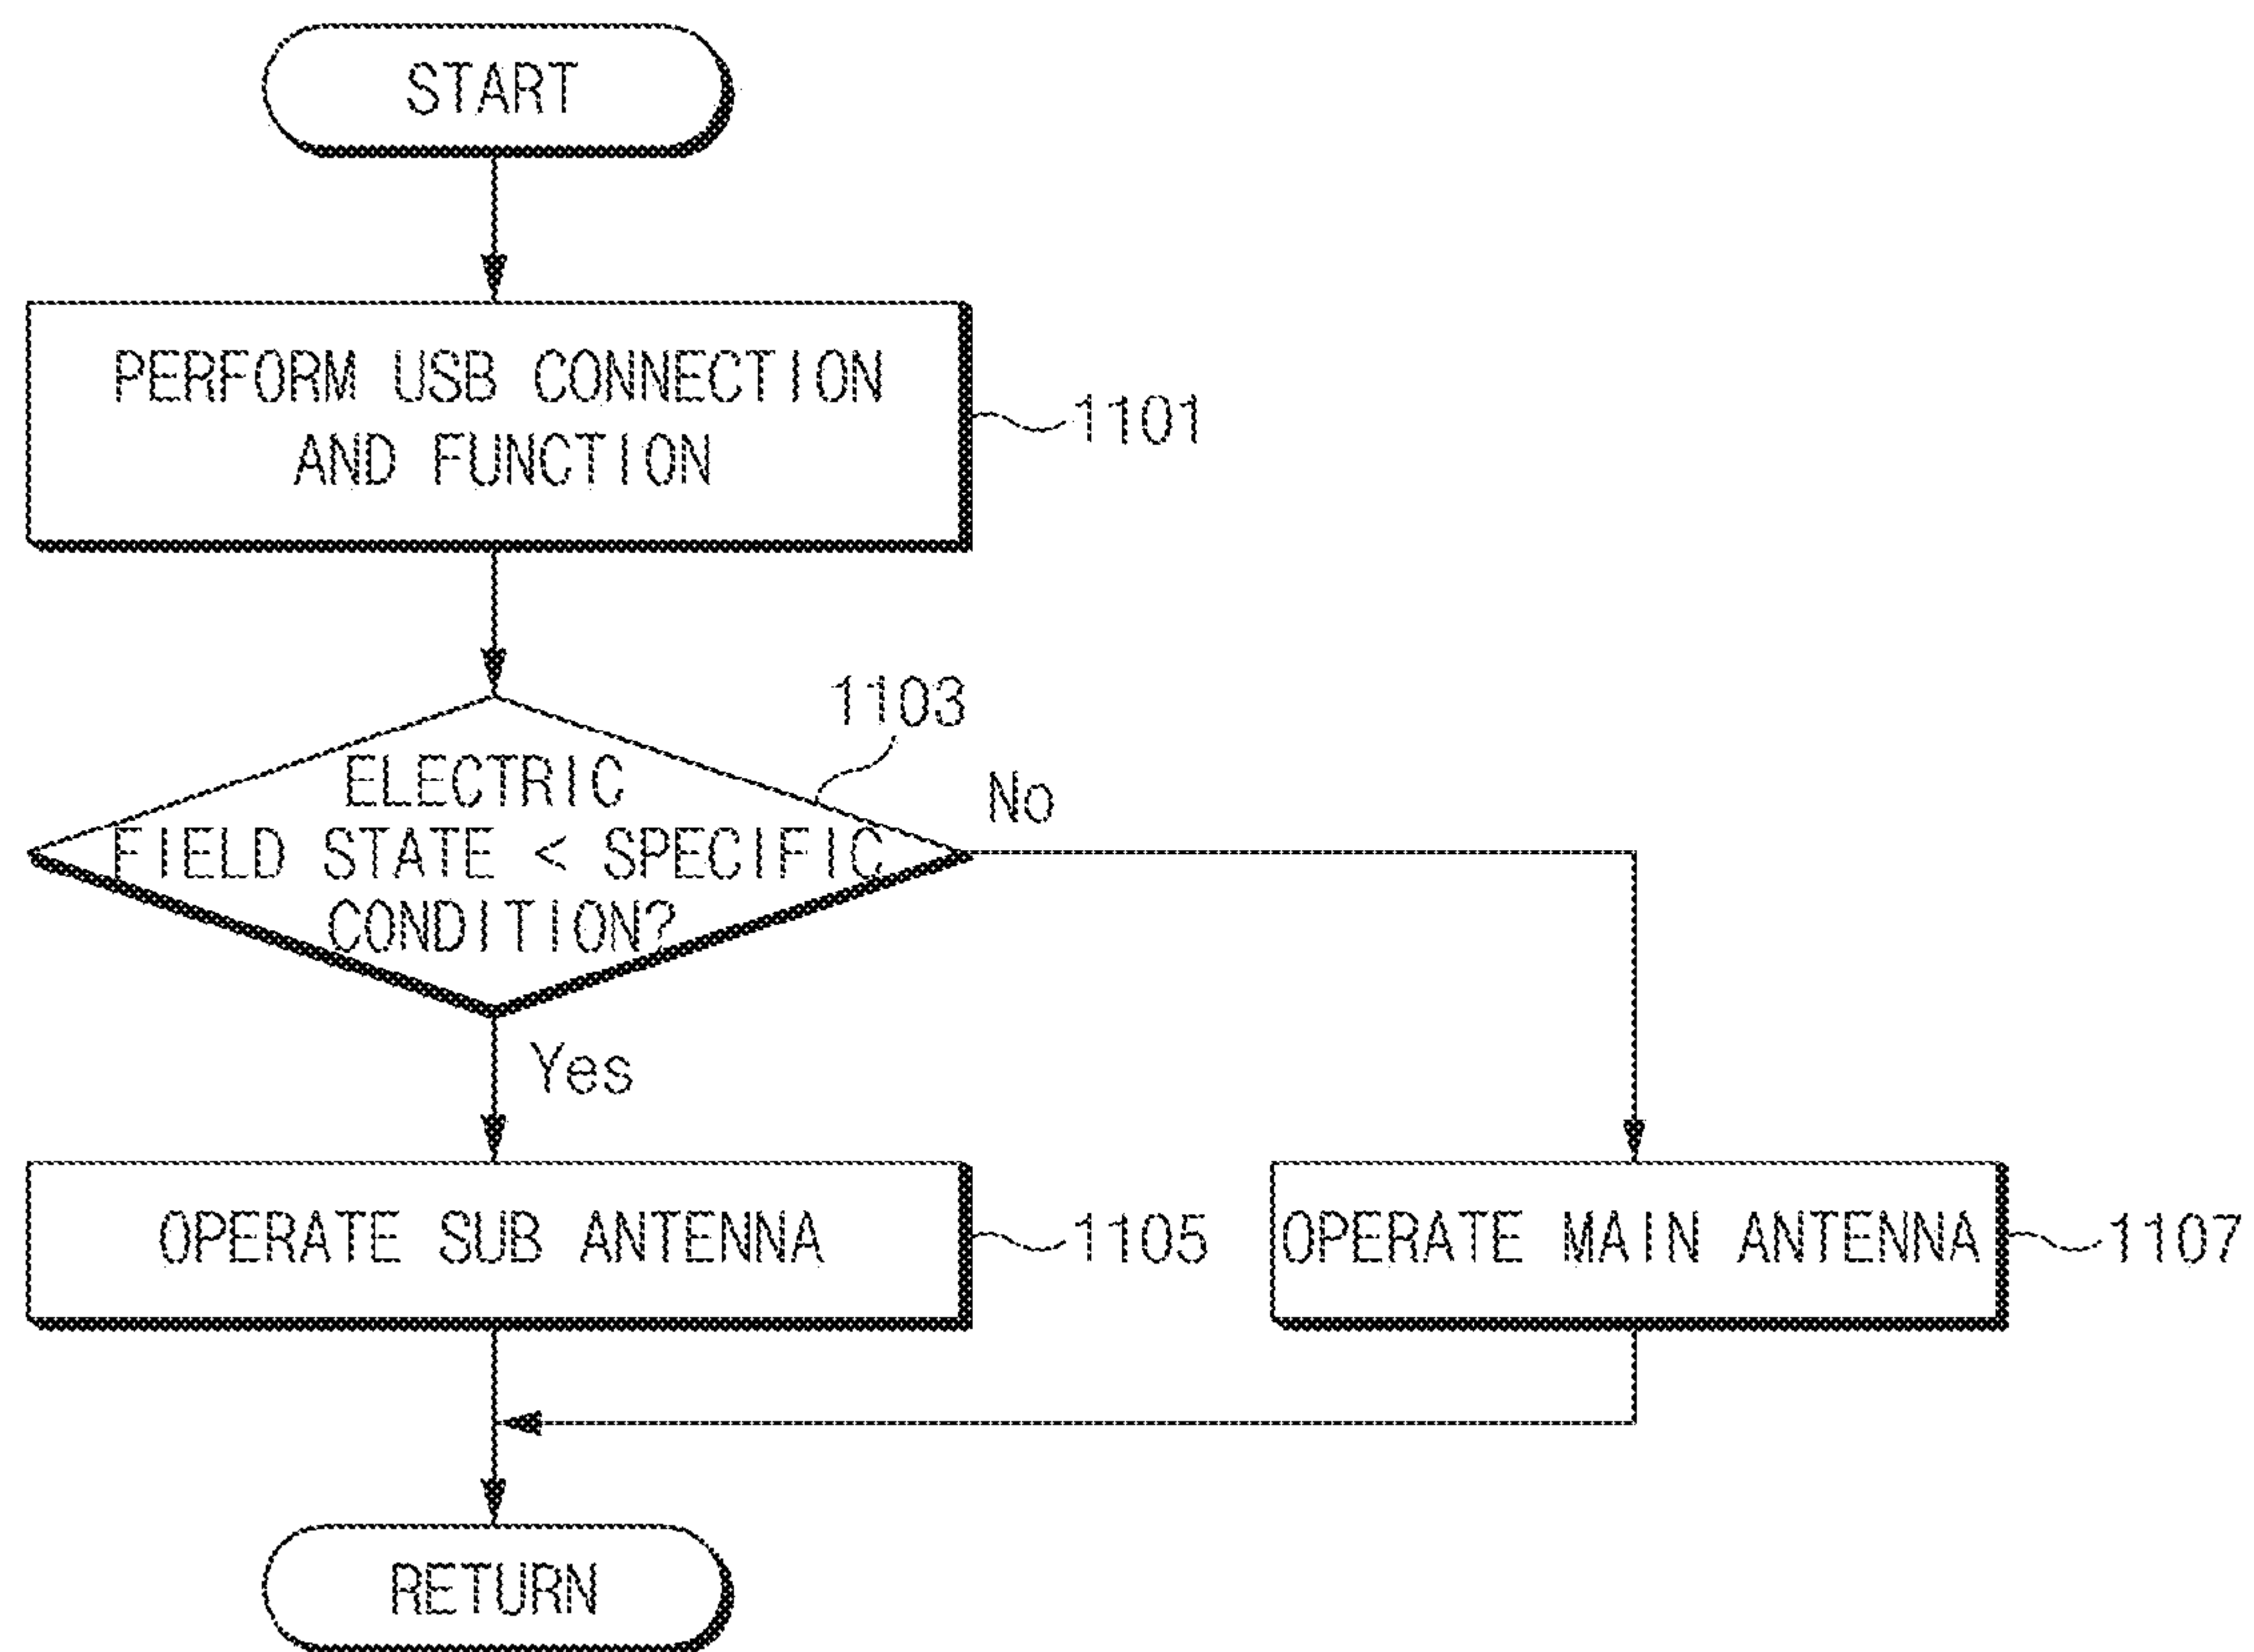 START
PERFORM USB CONNECTION
AND FUNCTION
1101
1103
ELECTRIC
FIELD STATE < SPECIFIC
CONDITION?
No
Yes
OPERATE SUB ANTENNA
1105
OPERATE MAIN ANTENNA
1107
RETURN